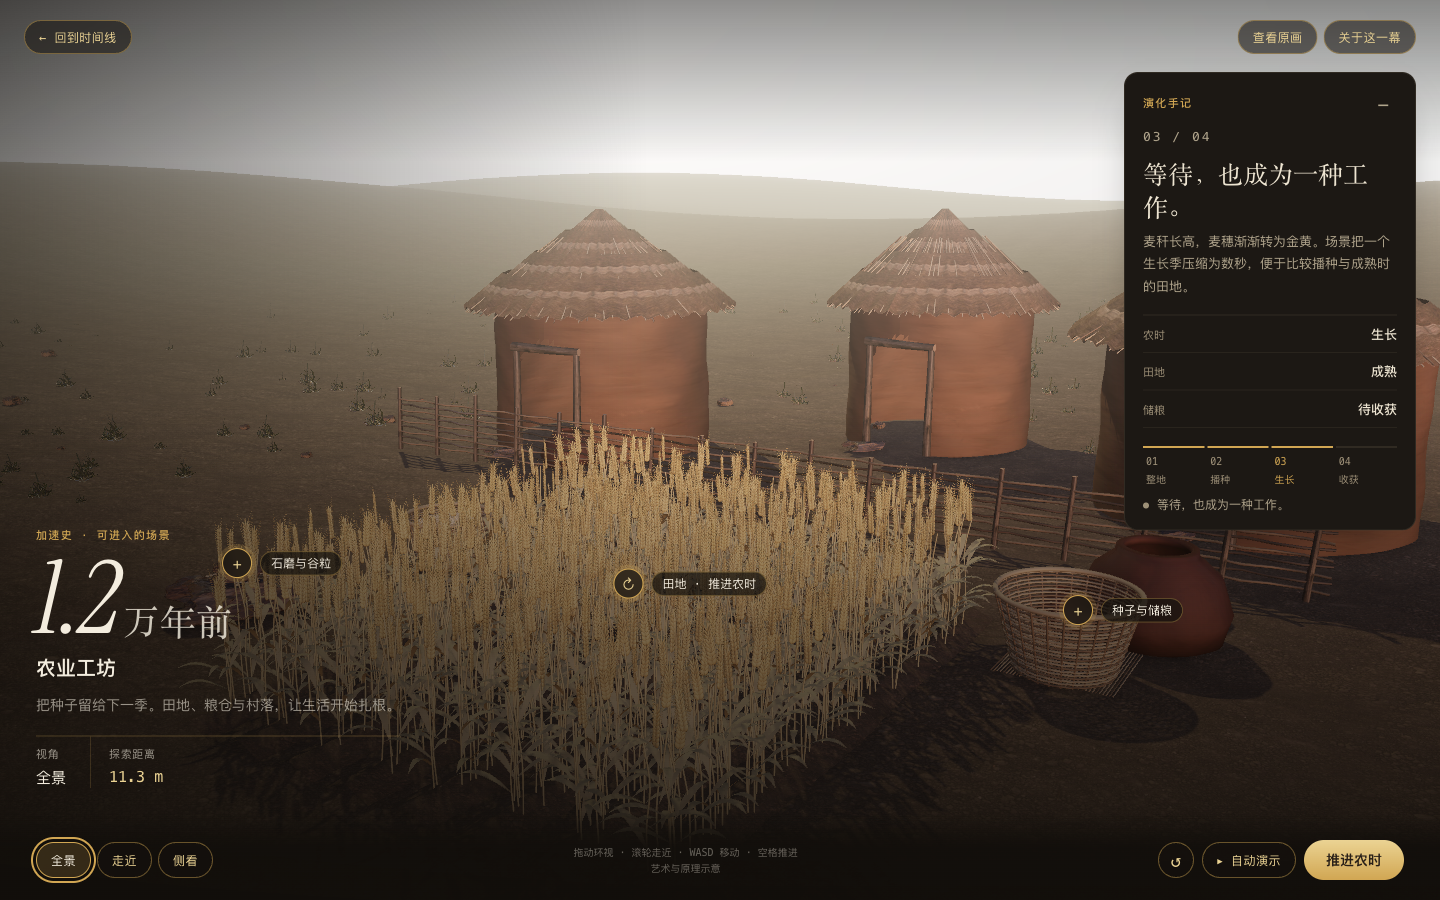 ← 回到时间线
查看原画
关于这一幕
演化手记
—
03 / 04
等待，也成为一种工
作。
麦秆长高，麦穗渐渐转为金黄。场景把一个
生长季压缩为数秒，便于比较播种与成熟时
的田地。
农时 生长
田地 成熟
储粮 待收获
01 02 03 04
整地 播种 生长 收获
等待，也成为一种工作。
加速史 · 可进入的场景
+ 石磨与谷粒
↻ 田地 · 推进农时
+ 种子与储粮
1.2 万年前
农业工坊
把种子留给下一季。田地、粮仓与村落，让生活开始扎根。
视角 探索距离
全景 11.3 m
全景 走近 侧看
拖动环视 · 滚轮走近 · WASD 移动 · 空格推进
艺术与原理示意
↺ ▸ 自动演示 推进农时